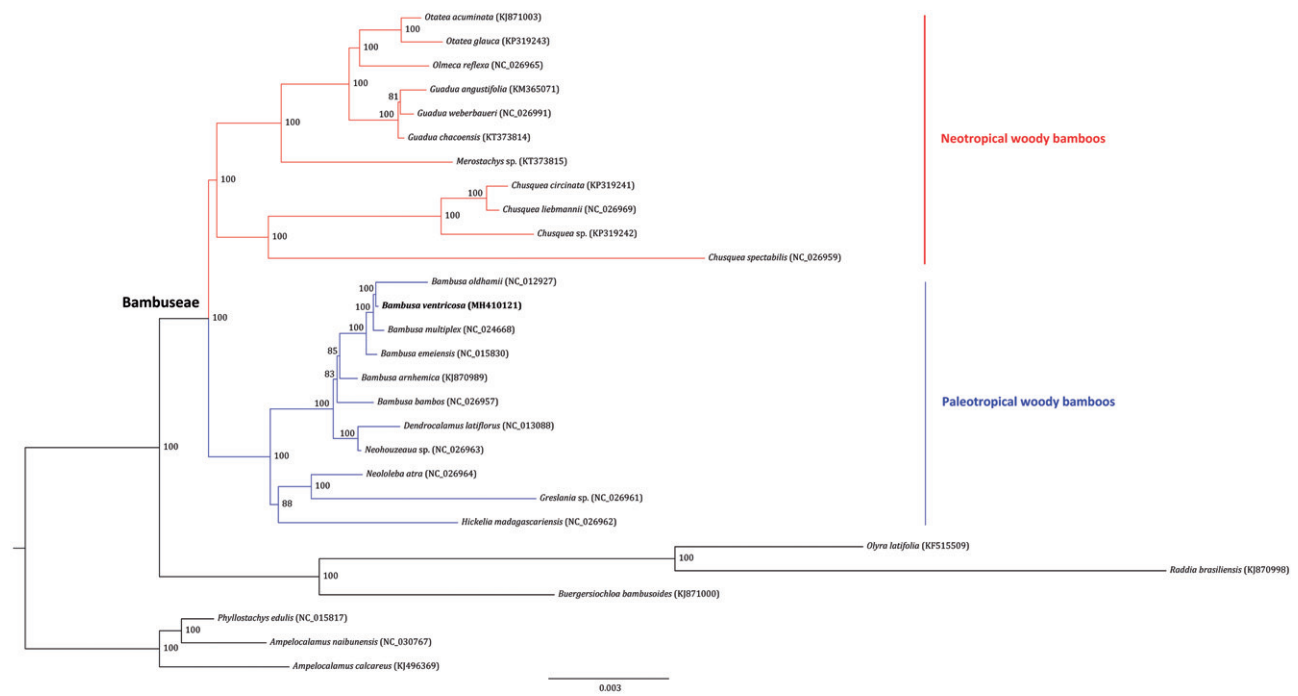 Otatea acuminata (KJ871003)
100
Otatea glauca (KP319243)
100
Olmeca reflexa (NC_026965)
100
Guadua angustifolia (KM365071)
81
100
Guadua weberbaueri (NC_026991)
100
Guadua chacoensis (KT373814)
Neotropical woody bamboos
Merostachys sp. (KT373815)
100
Chusquea circinata (KP319241)
100
Chusquea liebmannii (NC_026969)
100
Chusquea sp. (KP319242)
100
Chusquea spectabilis (NC_026959)
Bambusa oldhamii (NC_012927)
100
Bambuseae
100
Bambusa ventricosa (MH410121)
100
100
Bambusa multiplex (NC_024668)
85
Bambusa emeiensis (NC_015830)
83
Bambusa arnhemica (KJ870989)
100
Bambusa bambos (NC_026957)
Paleotropical woody bamboos
Dendrocalamus latiflorus (NC_013088)
100
100
100
Neohouzeaua sp. (NC_026963)
Neololeba atra (NC_026964)
100
88
Greslania sp. (NC_026961)
Hickelia madagascariensis (NC_026962)
Olyra latifolia (KF515509)
100
Raddia brasiliensis (KJ870998)
100
Buergersiochloa bambusoides (KJ871000)
Phyllostachys edulis (NC_015817)
100
Ampelocalamus naibunensis (NC_030767)
100
Ampelocalamus calcareus (KJ496369)
0.003